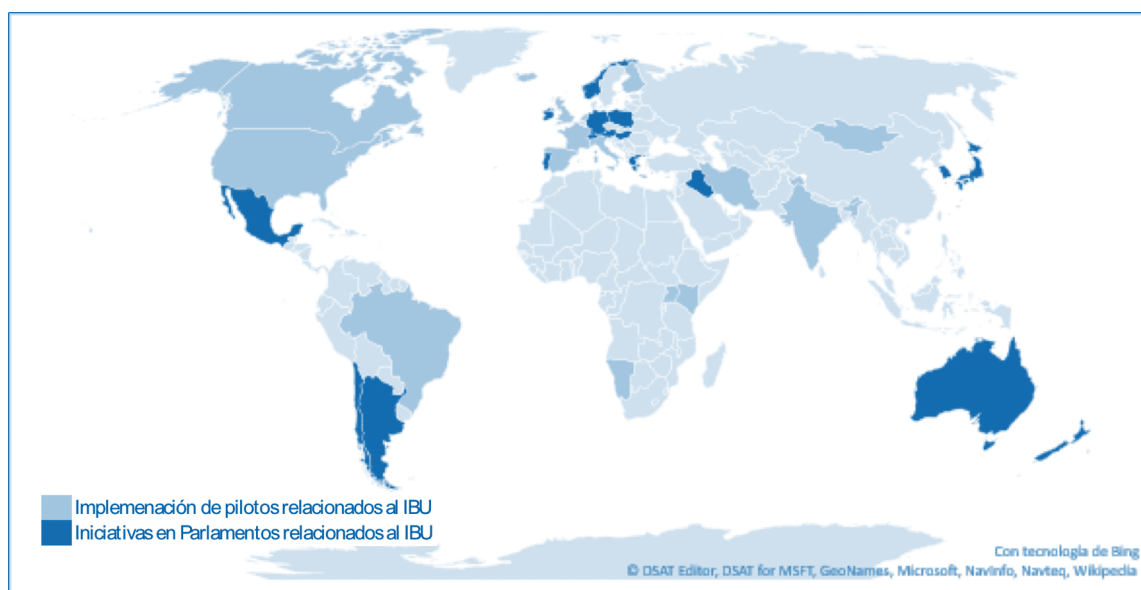 Implemenación de pilotos relacionados al IBU
Iniciativas en Parlamentos relacionados al IBU
Con tecnología de Bing
© DSAT Editor, DSAT for MSFT, GeoNames, Microsoft, NavInfo, Navteq, Wikipedia